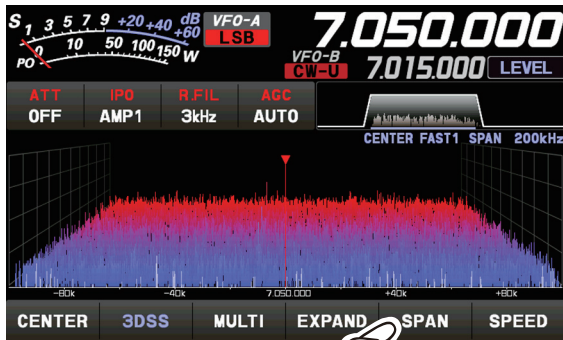 S 1 3 5 7 9 +20 +40 +60 dB
PO 0 10 50 100 150 W
VFO-A
LSB
7.050.000
VFO-B
CW-U
7.015.000
LEVEL
ATT IPO R.FIL AGC
OFF AMP1 3kHz AUTO
CENTER FAST1 SPAN 200kHz
-80k -40k 7.050.000 +40k +80k
CENTER 3DSS MULTI EXPAND SPAN SPEED